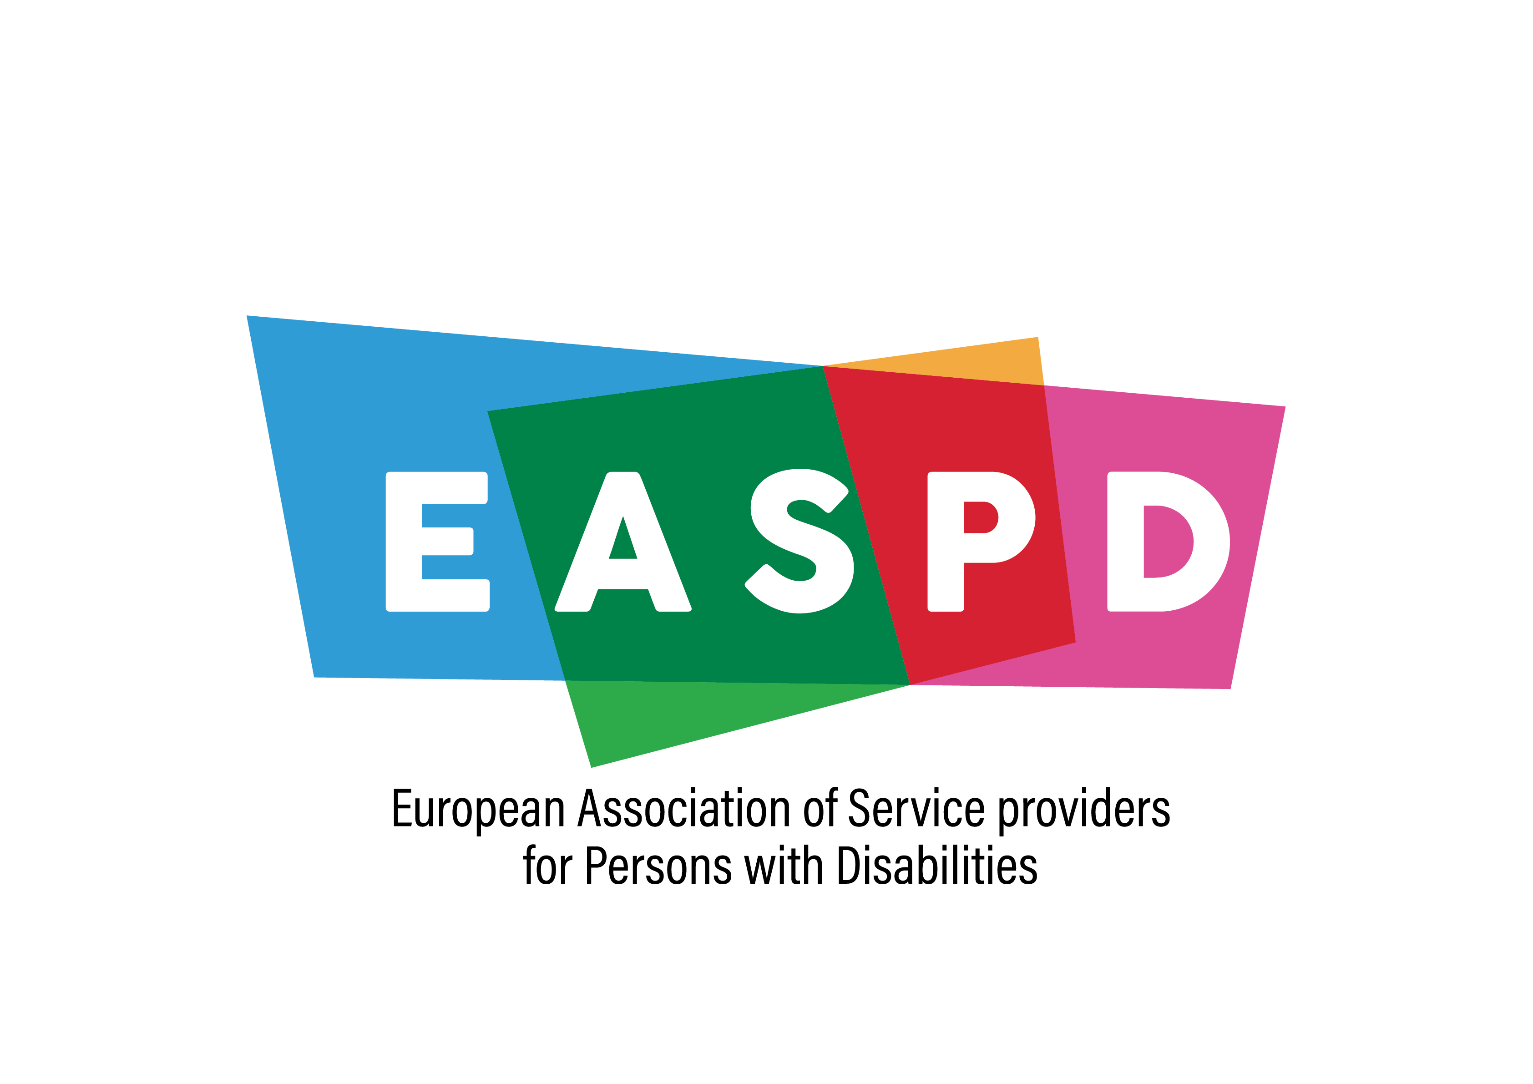 EASPD
European Association of Service providers
for Persons with Disabilities